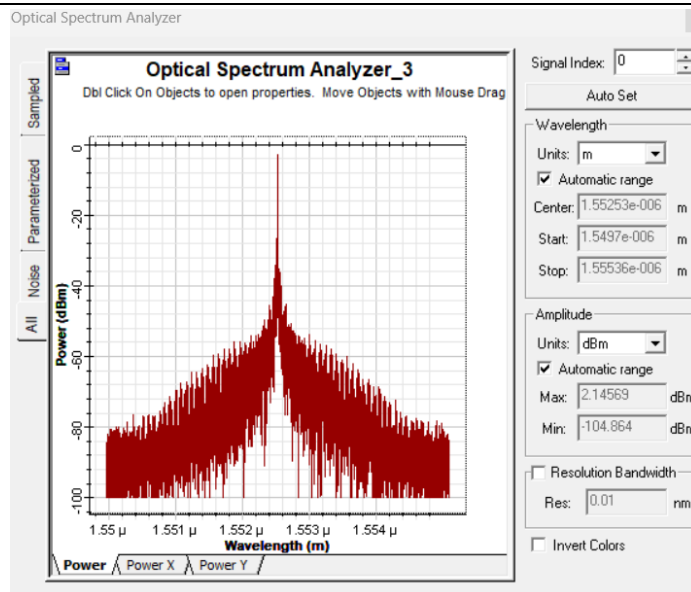 Optical Spectrum Analyzer
Sampled
Parameterized
Noise
All
Optical Spectrum Analyzer_3
Dbl Click On Objects to open properties. Move Objects with Mouse Drag
Power (dBm)
0
-20
-40
-60
-80
-100
1.55 µ 1.551 µ 1.552 µ 1.553 µ 1.554 µ
Wavelength (m)
Power Power X Power Y
Signal Index: 0
Auto Set
Wavelength
Units: m
Automatic range
Center: 1.55253e-006 m
Start: 1.5497e-006 m
Stop: 1.55536e-006 m
Amplitude
Units: dBm
Automatic range
Max: 2.14569 dBm
Min: -104.864 dBm
Resolution Bandwidth
Res: 0.01 nm
Invert Colors